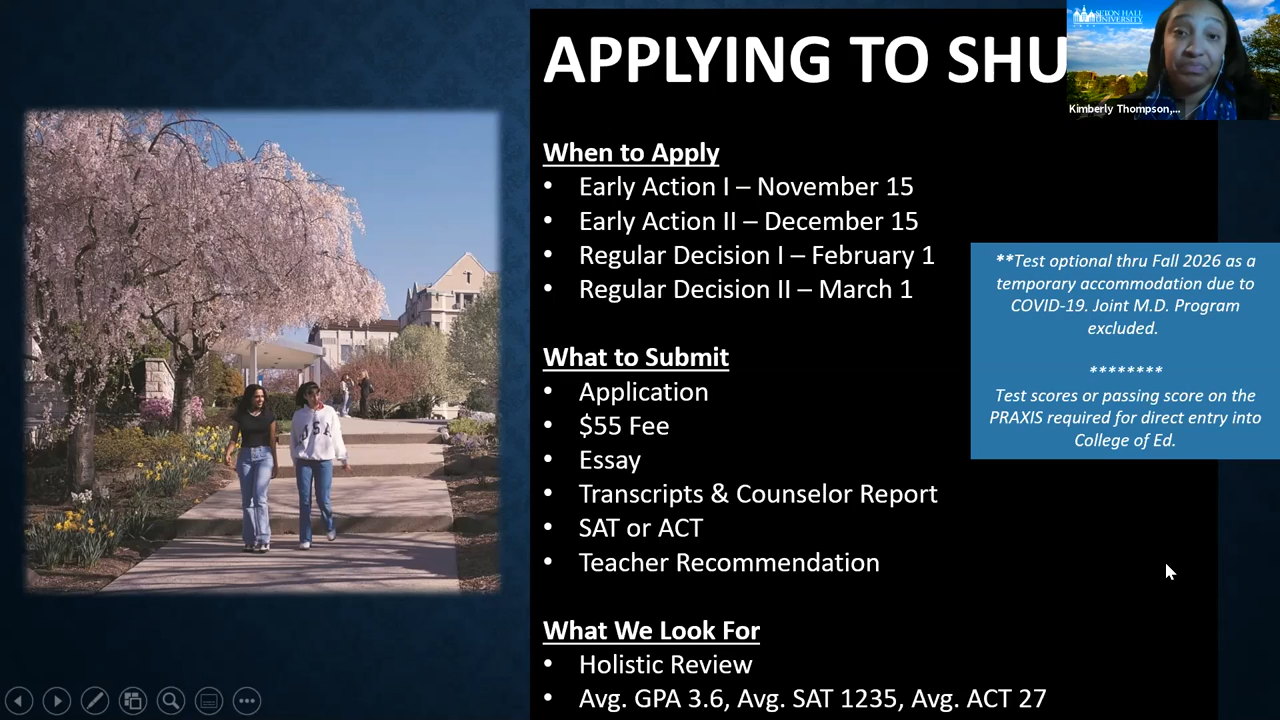 APPLYING TO SHU
SETON HALL
UNIVERSITY
Kimberly Thompson,...
When to Apply
• Early Action I – November 15
• Early Action II – December 15
• Regular Decision I – February 1
• Regular Decision II – March 1
**Test optional thru Fall 2026 as a
temporary accommodation due to
COVID-19. Joint M.D. Program
excluded.
********
Test scores or passing score on the
PRAXIS required for direct entry into
College of Ed.
What to Submit
• Application
• $55 Fee
• Essay
• Transcripts & Counselor Report
• SAT or ACT
• Teacher Recommendation
What We Look For
• Holistic Review
• Avg. GPA 3.6, Avg. SAT 1235, Avg. ACT 27